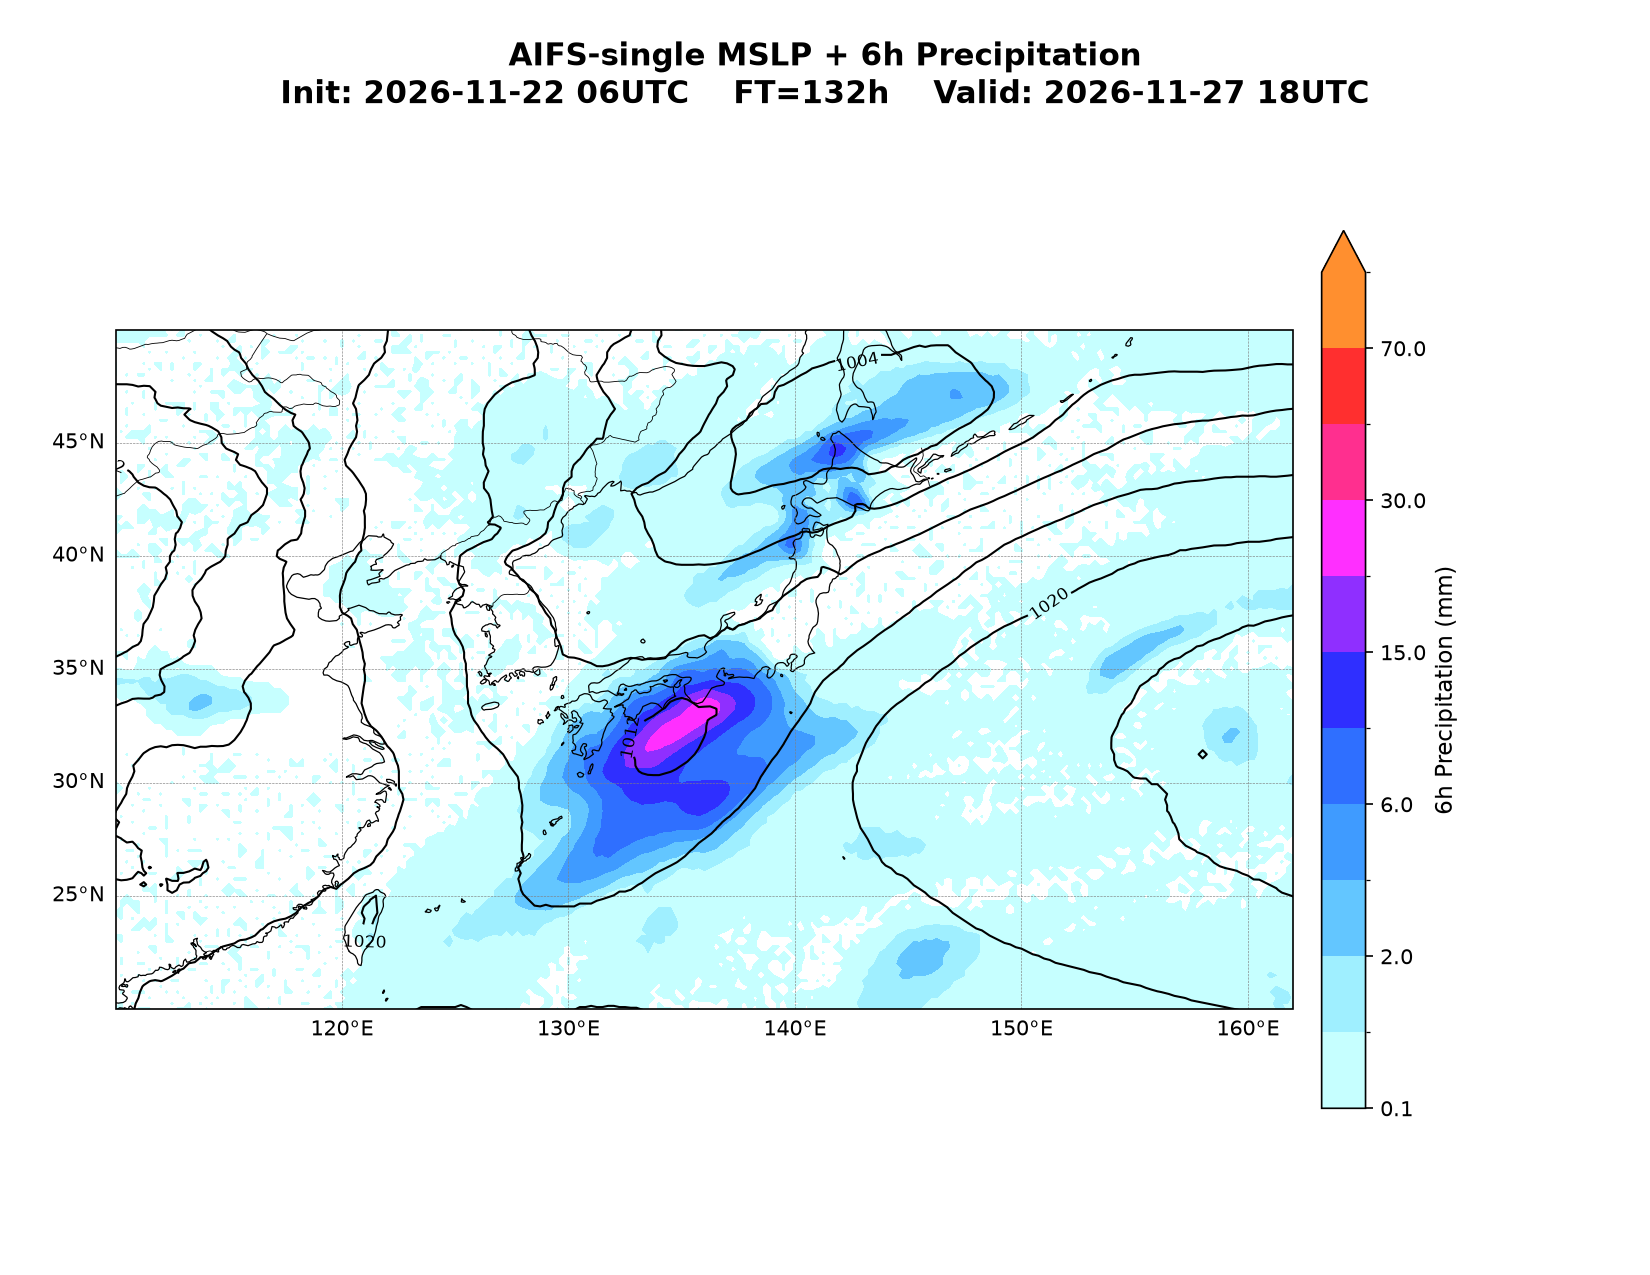 AIFS-single MSLP + 6h Precipitation
Init: 2026-11-22 06UTC    FT=132h    Valid: 2026-11-27 18UTC
1004
1020
1012
1020
45°N
40°N
35°N
30°N
25°N
120°E
130°E
140°E
150°E
160°E
70.0
30.0
15.0
6.0
2.0
0.1
6h Precipitation (mm)